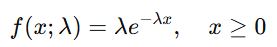 f(x; λ) = λe^{−λx},   x ≥ 0